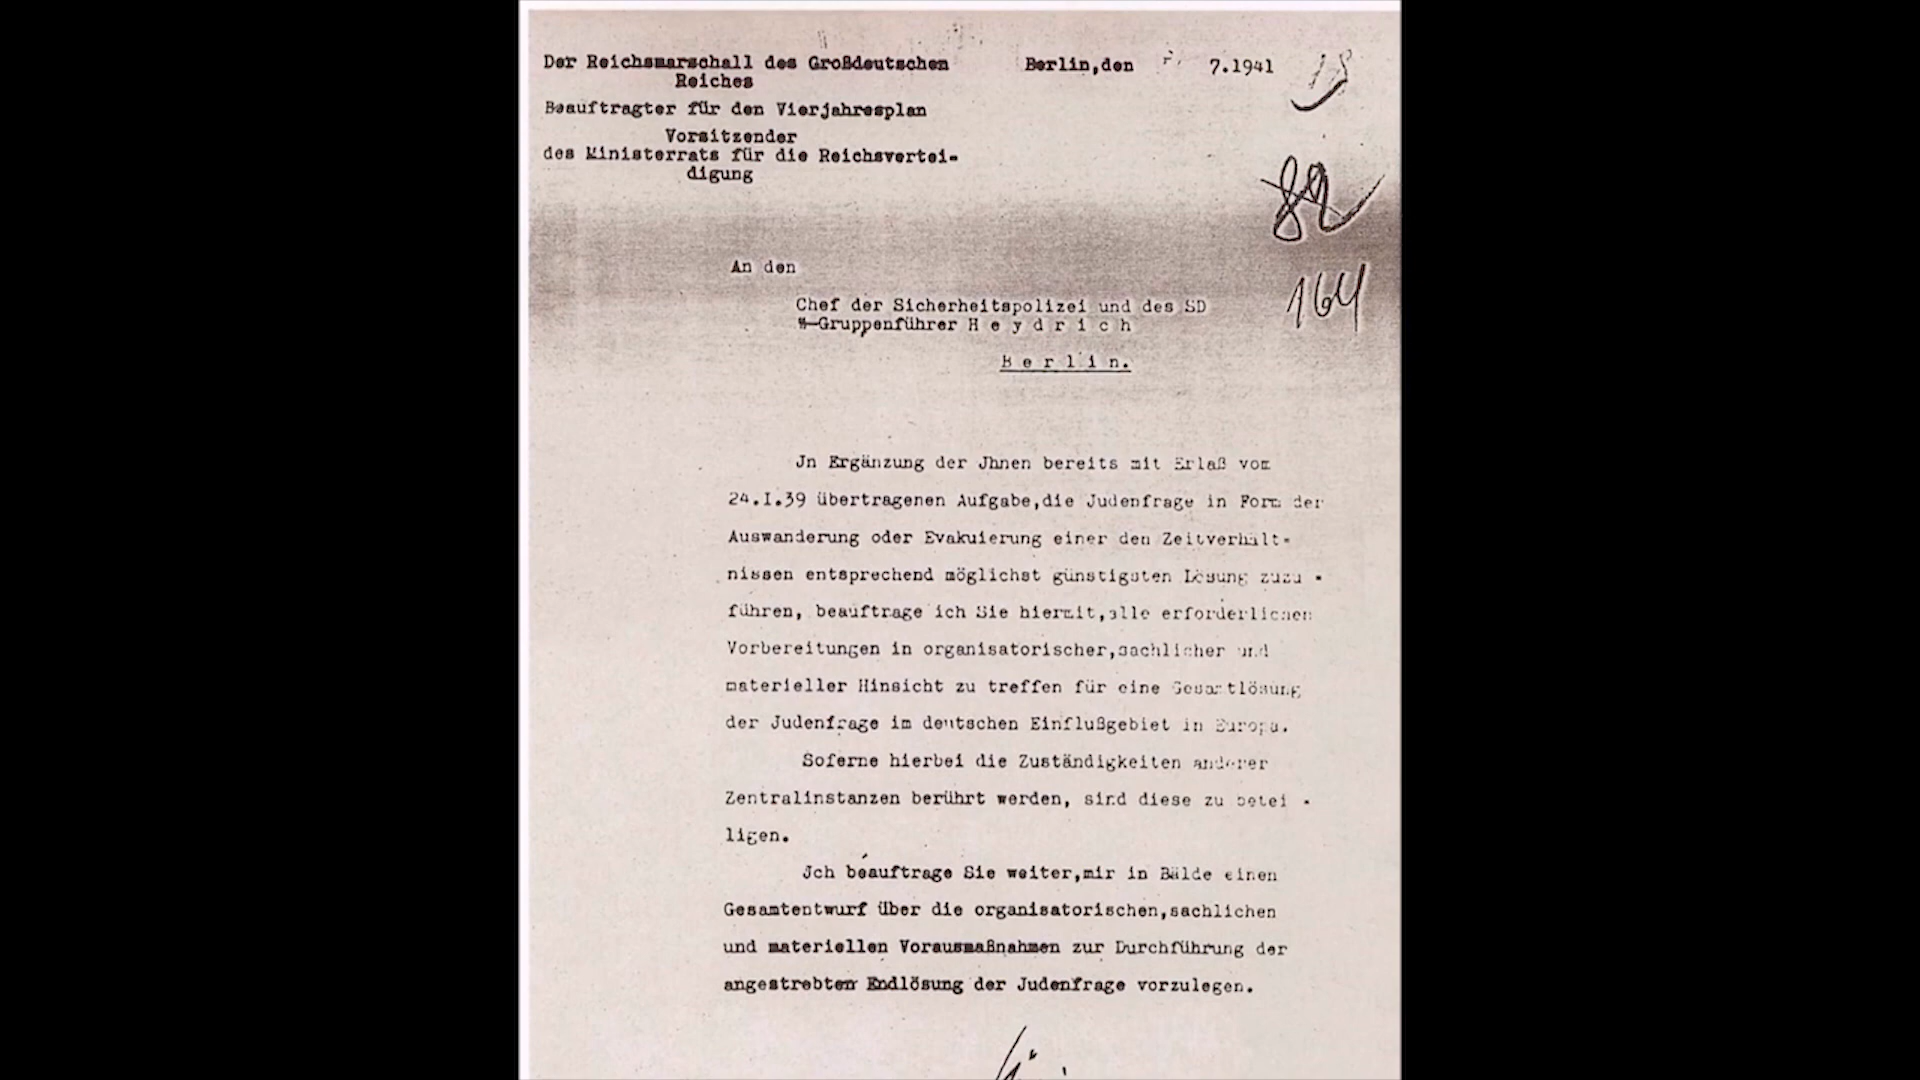 Der Reichsmarschall des Großdeutschen
Reiches
Beauftragter für den Vierjahresplan
Vorsitzender
des Ministerrats für die Reichsvertei-
digung
Berlin,den 7.1941
82
164
An den
Chef der Sicherheitspolizei und des SD
ᛋᛋ-Gruppenführer H e y d r i c h
B e r l i n.
Jn Ergänzung der Jhnen bereits mit Erlaß vom
24.I.39 übertragenen Aufgabe,die Judenfrage in Form der
Auswanderung oder Evakuierung einer den Zeitverhält-
nissen entsprechend möglichst günstigsten Lösung zuzu-
führen, beauftrage ich Sie hiermit,alle erforderlichen
Vorbereitungen in organisatorischer,sachlicher und
materieller Hinsicht zu treffen für eine Gesamtlösung
der Judenfrage im deutschen Einflußgebiet in Europa.
Soferne hierbei die Zuständigkeiten anderer
Zentralinstanzen berührt werden, sind diese zu betei-
ligen.
Jch beauftrage Sie weiter,mir in Bälde einen
Gesamtentwurf über die organisatorischen,sachlichen
und materiellen Vorausmaßnahmen zur Durchführung der
angestrebten Endlösung der Judenfrage vorzulegen.